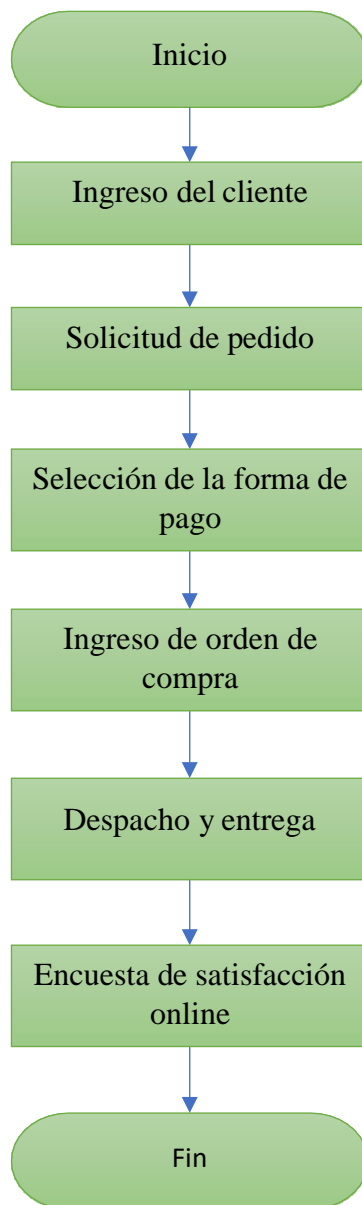 Inicio
Ingreso del cliente
Solicitud de pedido
Selección de la forma de
pago
Ingreso de orden de
compra
Despacho y entrega
Encuesta de satisfacción
online
Fin